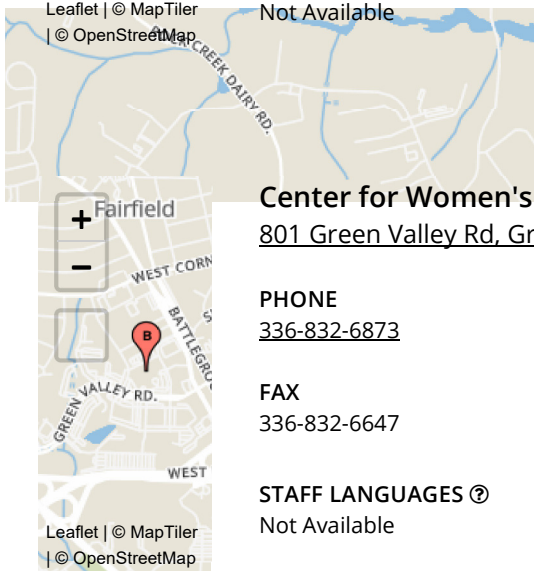 Leaflet | © MapTiler
| © OpenStreetMap
Not Available
CREEK DAIRY RD.
Fairfield
+
−
WEST CORN
BATTLEGRO
B
GREEN VALLEY RD.
WEST
Leaflet | © MapTiler
| © OpenStreetMap
Center for Women's
801 Green Valley Rd, Gr
PHONE
336-832-6873
FAX
336-832-6647
STAFF LANGUAGES ?
Not Available